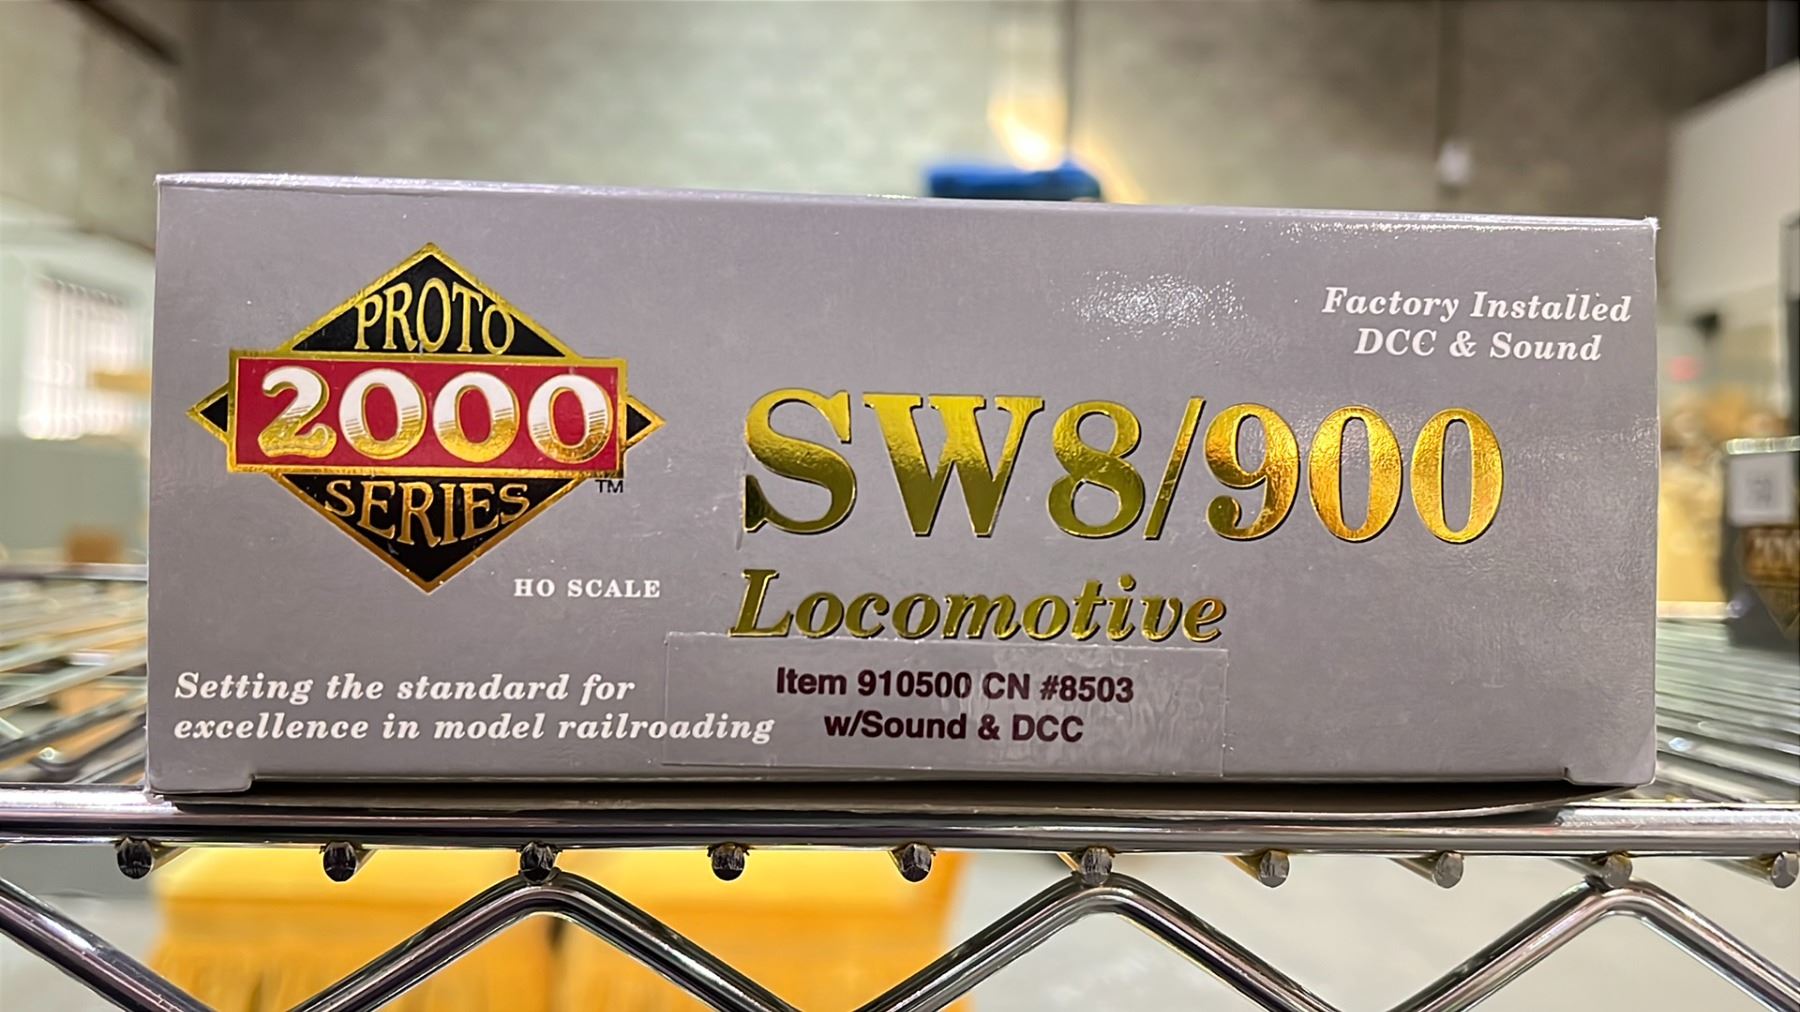 PROTO
2000
SERIES
TM
HO SCALE
Factory Installed
DCC & Sound
SW8/900
Locomotive
Setting the standard for
excellence in model railroading
Item 910500 CN #8503
w/Sound & DCC